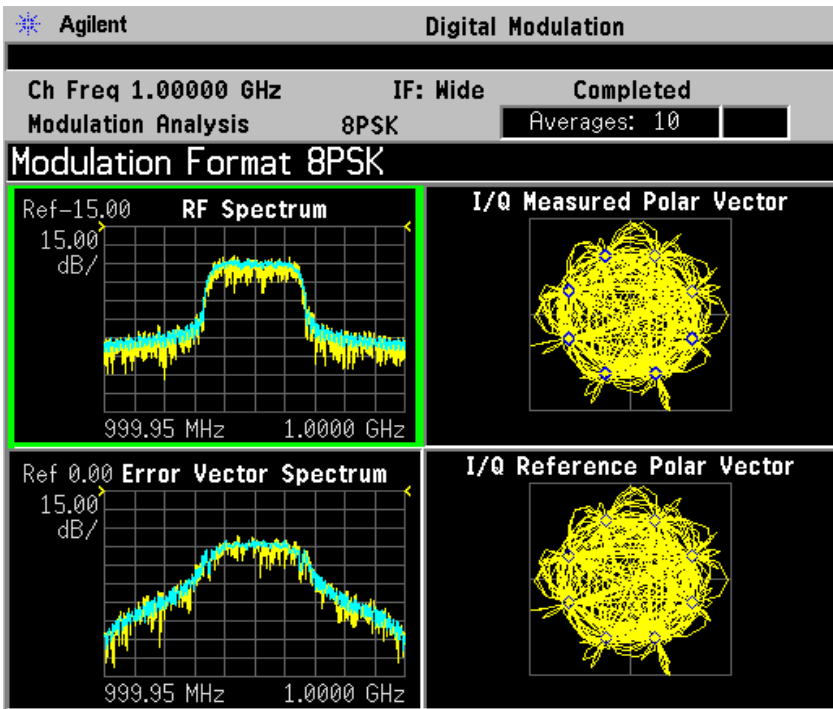 Agilent Digital Modulation
Ch Freq 1.00000 GHz IF: Wide Completed
Modulation Analysis 8PSK Averages: 10
Modulation Format 8PSK
Ref-15.00 RF Spectrum
15.00
dB/
999.95 MHz 1.0000 GHz
I/Q Measured Polar Vector
Ref 0.00 Error Vector Spectrum
15.00
dB/
999.95 MHz 1.0000 GHz
I/Q Reference Polar Vector